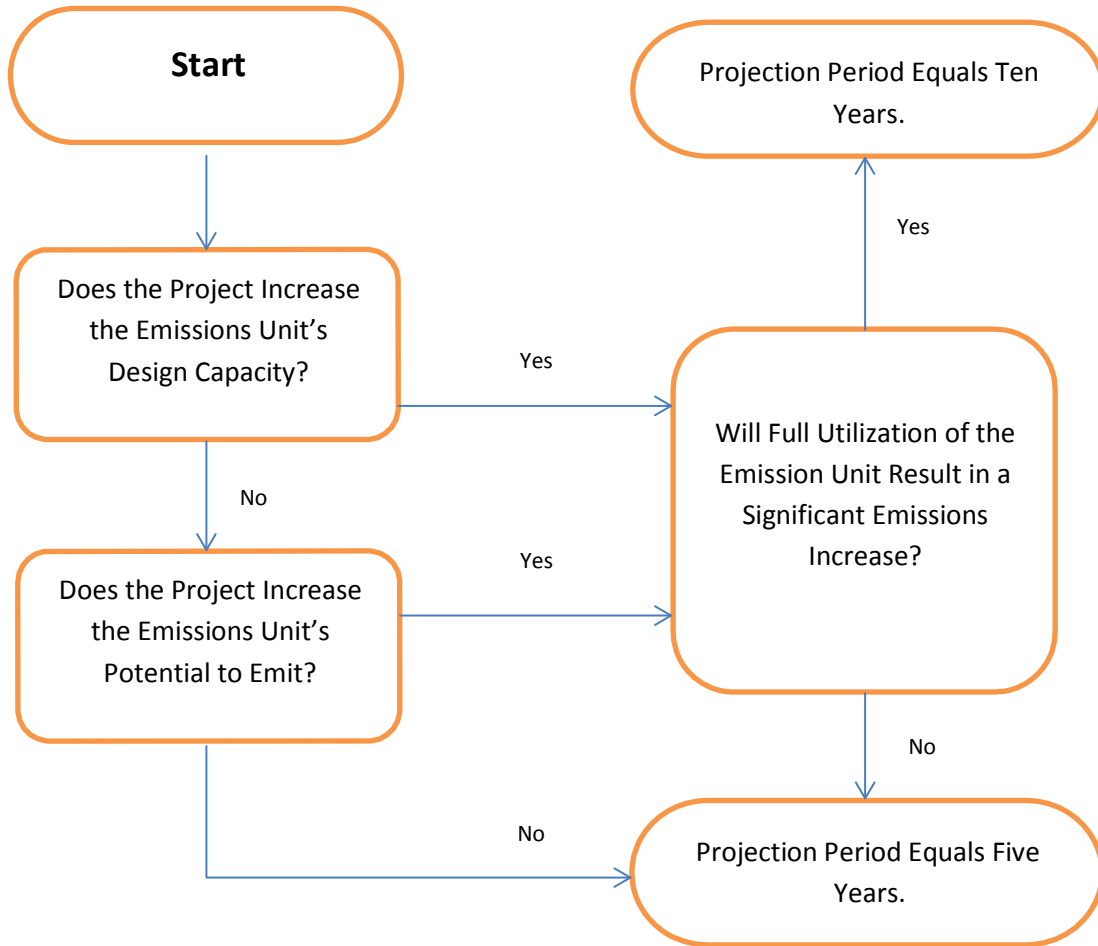 Start
Projection Period Equals Ten
Years.
Yes
Does the Project Increase
the Emissions Unit’s
Design Capacity?
Yes
Will Full Utilization of the
Emission Unit Result in a
Significant Emissions
Increase?
No
Does the Project Increase
the Emissions Unit’s
Potential to Emit?
Yes
No
No
Projection Period Equals Five
Years.